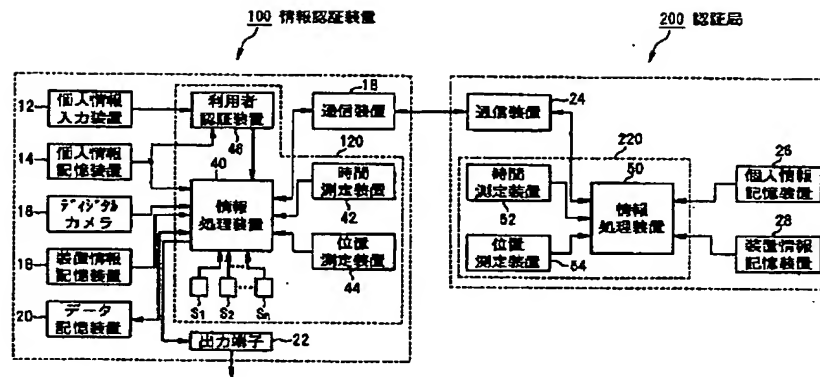 100 情報認証装置
200 認証局
12
個人情報
入力装置
利用者
認証装置
46
18
通信装置
通信装置
24
14
個人情報
記憶装置
40
情報
処理装置
120
時間
測定装置
42
220
時間
測定装置
52
50
情報
処理装置
26
個人情報
記憶装置
16
ディジタル
カメラ
18
装置情報
記憶装置
位置
測定装置
44
位置
測定装置
54
28
装置情報
記憶装置
20
データ
記憶装置
S1 S2 Sn
出力端子
22